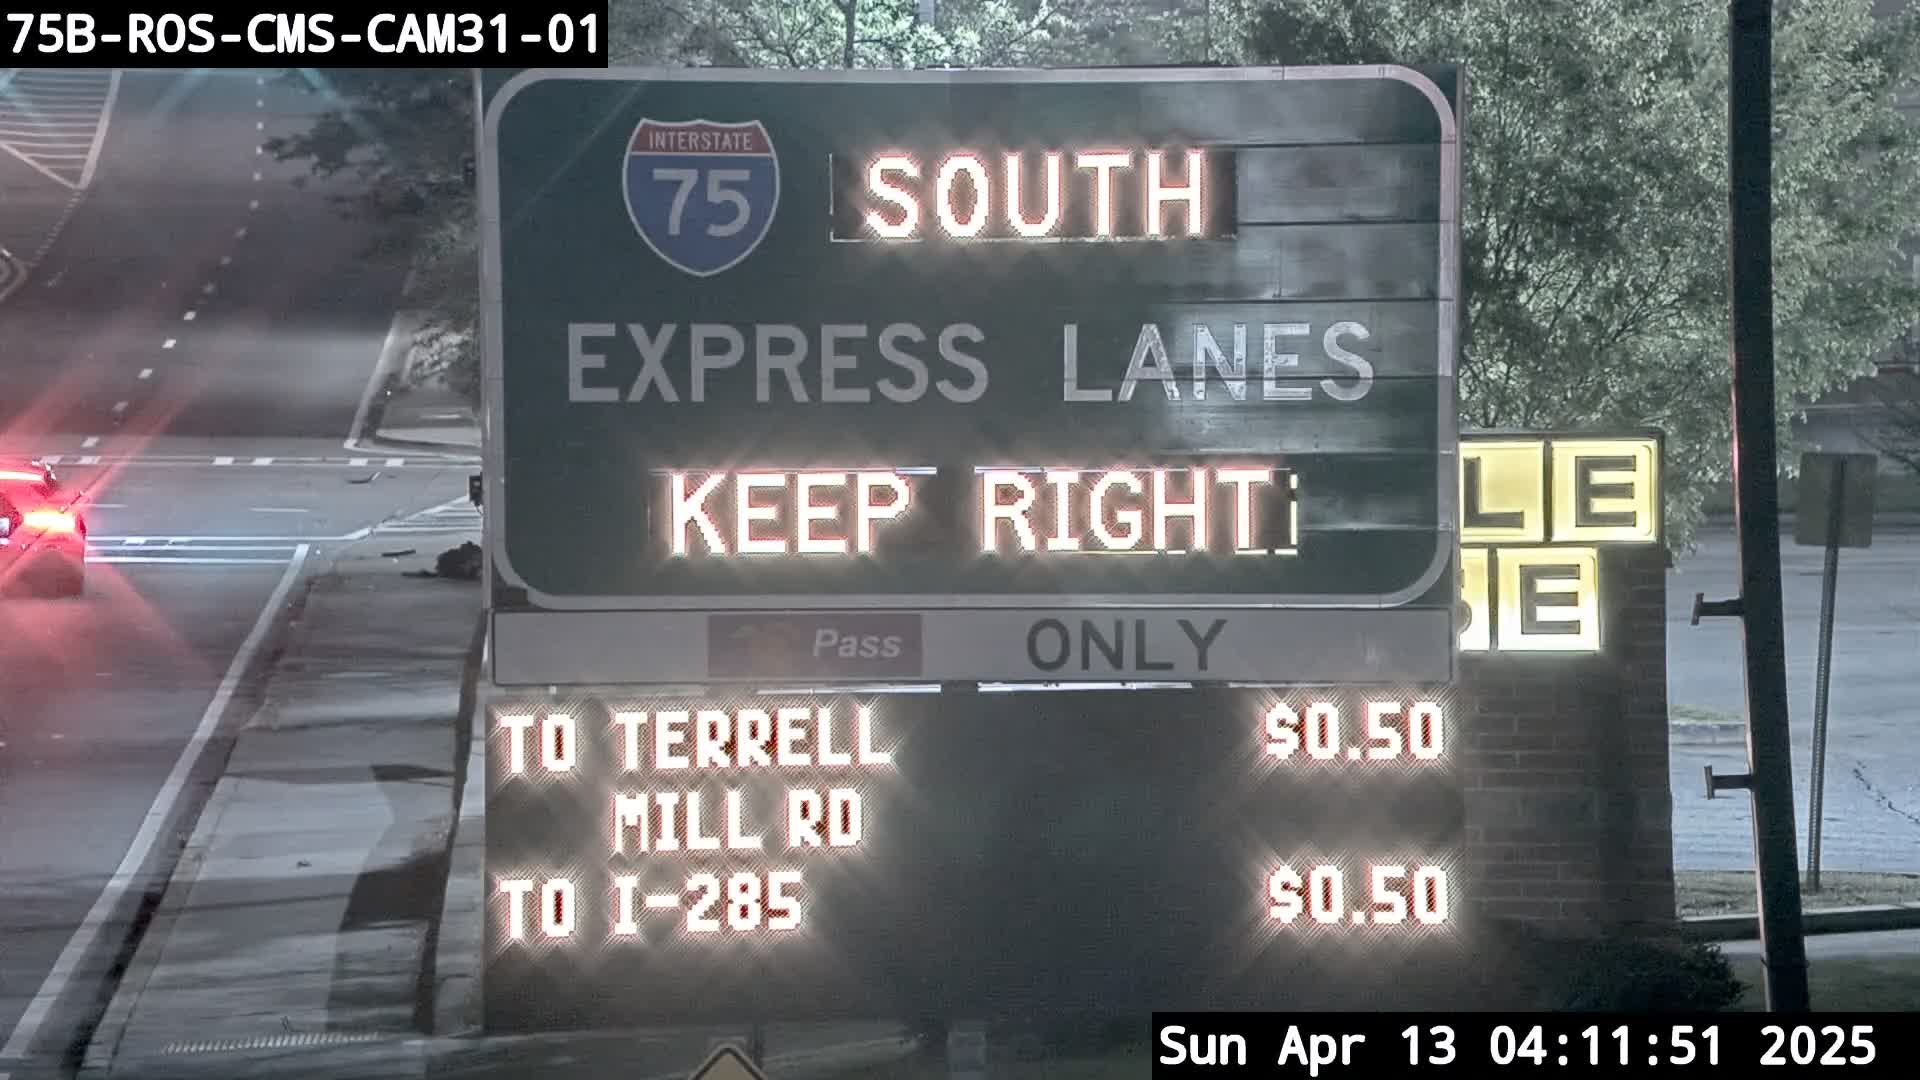 75B-ROS-CMS-CAM31-01
INTERSTATE
75
SOUTH
EXPRESS LANES
KEEP RIGHT
Pass ONLY
LE
E
TO TERRELL $0.50
MILL RD
TO I-285 $0.50
Sun Apr 13 04:11:51 2025